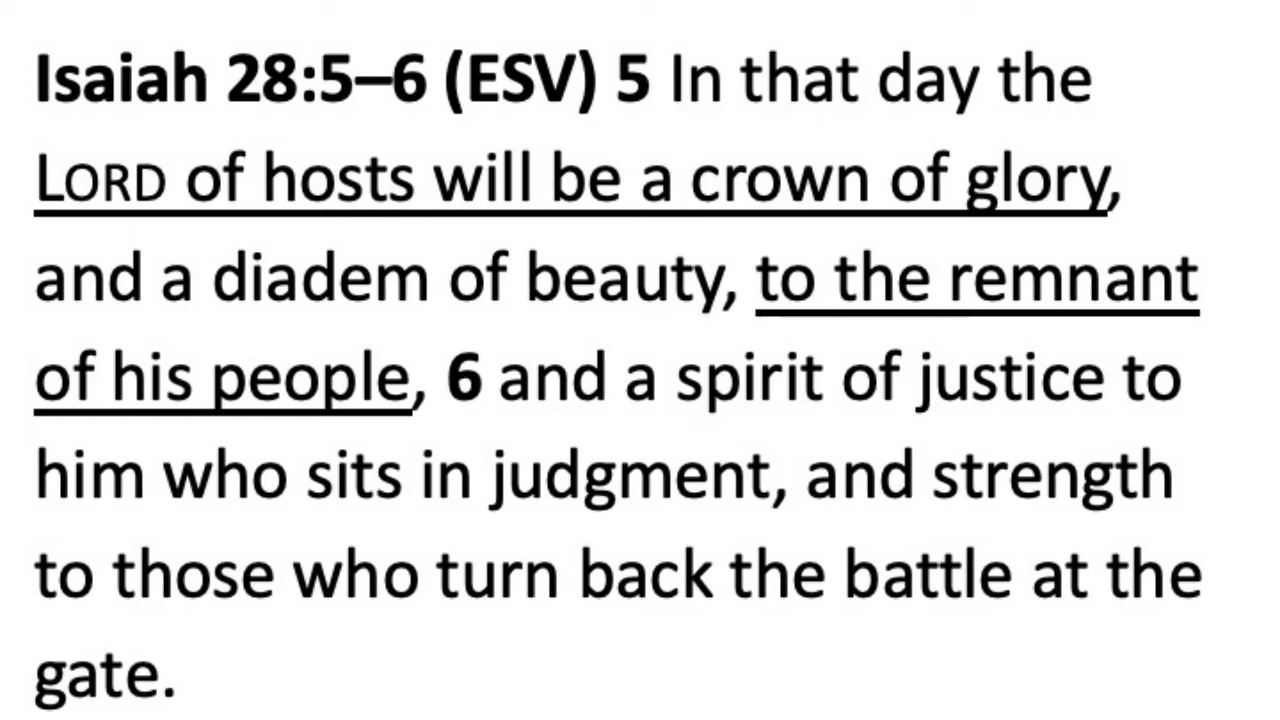 Isaiah 28:5–6 (ESV) 5 In that day the
LORD of hosts will be a crown of glory,
and a diadem of beauty, to the remnant
of his people, 6 and a spirit of justice to
him who sits in judgment, and strength
to those who turn back the battle at the
gate.